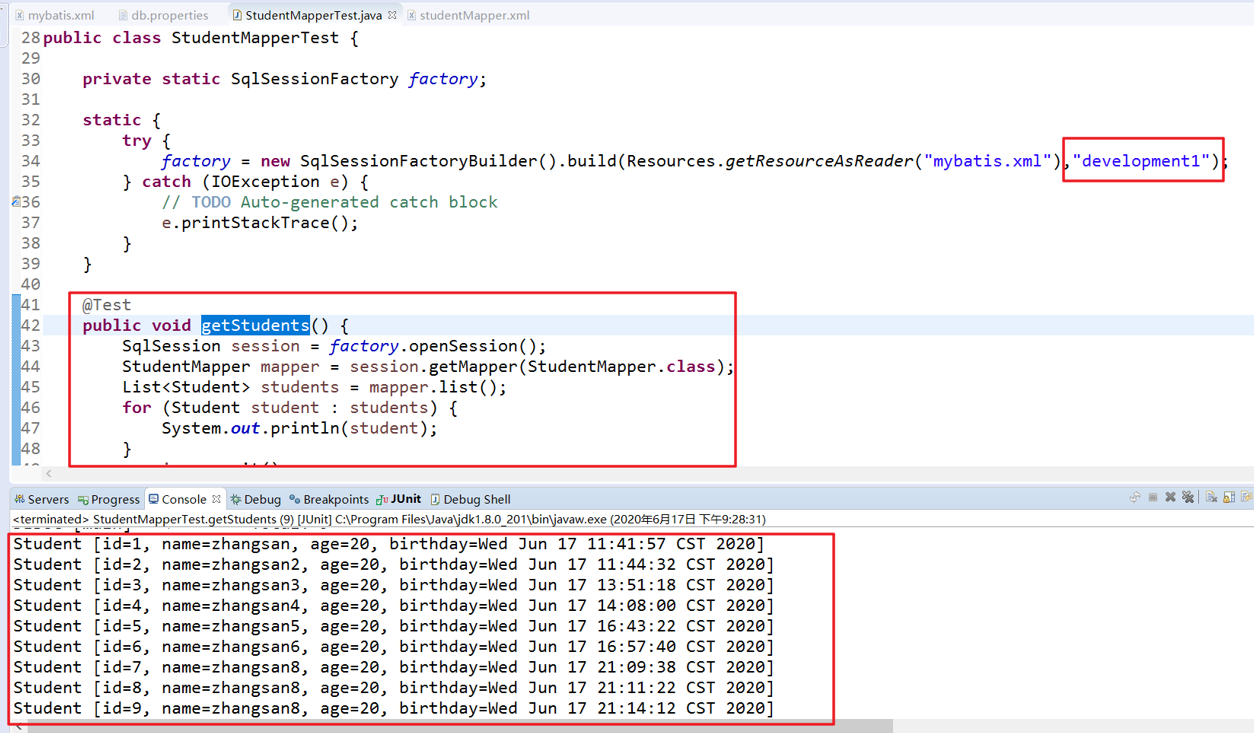 mybatis.xml db.properties StudentMapperTest.java studentMapper.xml
28 public class StudentMapperTest {
29
30 private static SqlSessionFactory factory;
31
32 static {
33 try {
34 factory = new SqlSessionFactoryBuilder().build(Resources.getResourceAsReader("mybatis.xml"),"development1");
35 } catch (IOException e) {
36 // TODO Auto-generated catch block
37 e.printStackTrace();
38 }
39 }
40
41 @Test
42 public void getStudents() {
43 SqlSession session = factory.openSession();
44 StudentMapper mapper = session.getMapper(StudentMapper.class);
45 List<Student> students = mapper.list();
46 for (Student student : students) {
47 System.out.println(student);
48 }
Servers Progress Console Debug Breakpoints JUnit Debug Shell
<terminated> StudentMapperTest.getStudents (9) [JUnit] C:\Program Files\Java\jdk1.8.0_201\bin\javaw.exe (2020年6月17日 下午9:28:31)
Student [id=1, name=zhangsan, age=20, birthday=Wed Jun 17 11:41:57 CST 2020]
Student [id=2, name=zhangsan2, age=20, birthday=Wed Jun 17 11:44:32 CST 2020]
Student [id=3, name=zhangsan3, age=20, birthday=Wed Jun 17 13:51:18 CST 2020]
Student [id=4, name=zhangsan4, age=20, birthday=Wed Jun 17 14:08:00 CST 2020]
Student [id=5, name=zhangsan5, age=20, birthday=Wed Jun 17 16:43:22 CST 2020]
Student [id=6, name=zhangsan6, age=20, birthday=Wed Jun 17 16:57:40 CST 2020]
Student [id=7, name=zhangsan8, age=20, birthday=Wed Jun 17 21:09:38 CST 2020]
Student [id=8, name=zhangsan8, age=20, birthday=Wed Jun 17 21:11:22 CST 2020]
Student [id=9, name=zhangsan8, age=20, birthday=Wed Jun 17 21:14:12 CST 2020]